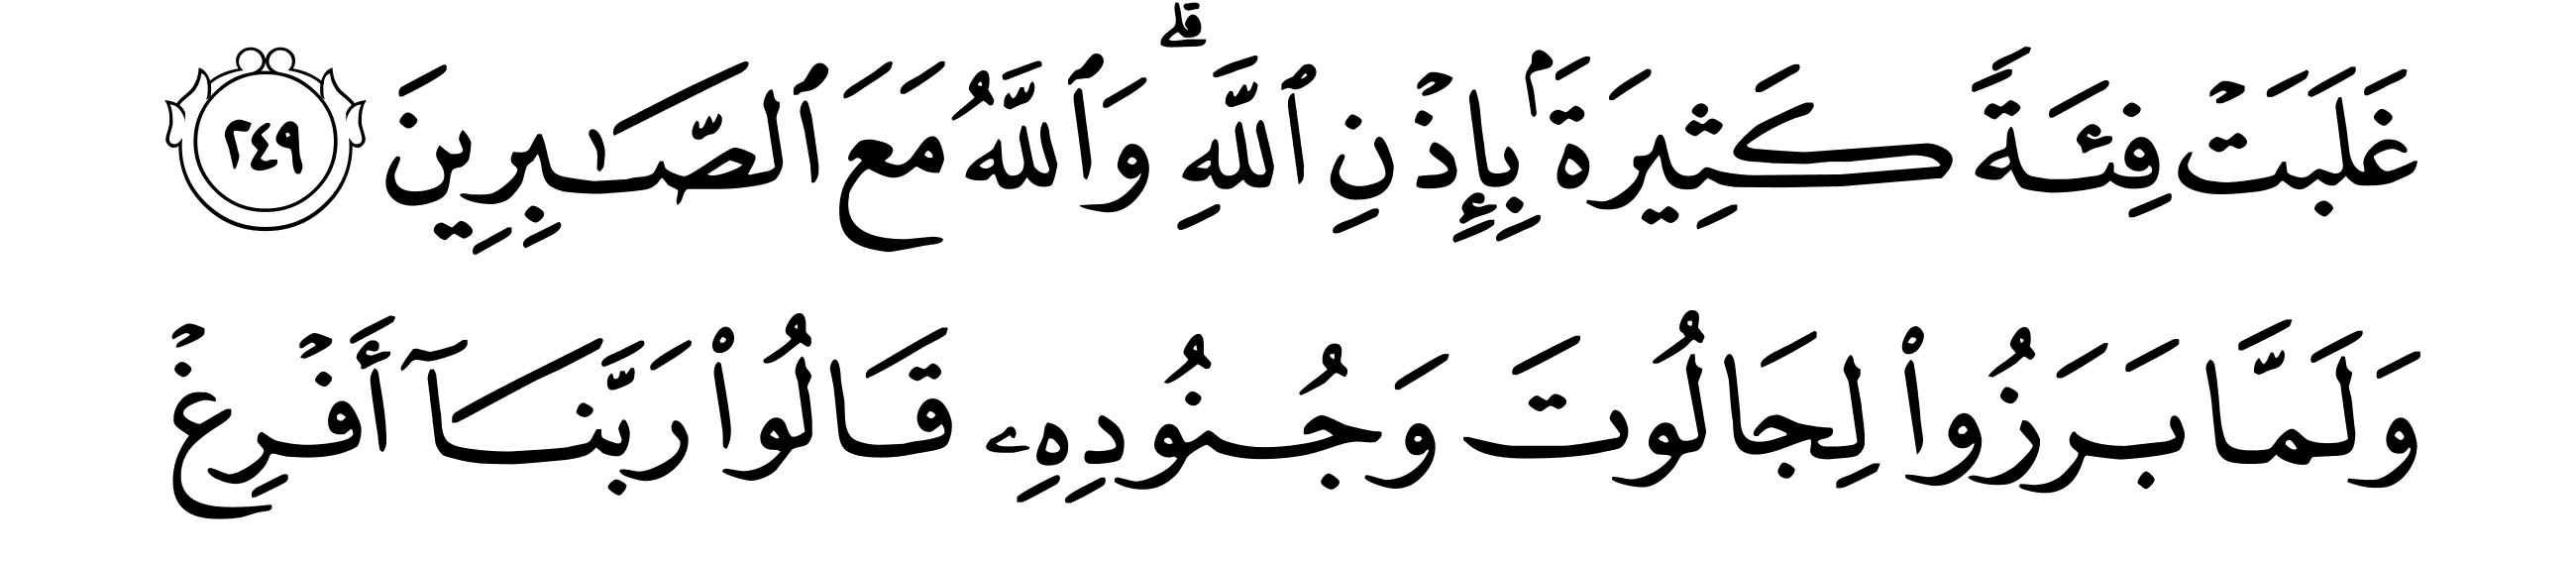 غَلَبَتۡ فِئَةٗ كَثِيرَةَۢ بِإِذۡنِ ٱللَّهِۗ وَٱللَّهُ مَعَ ٱلصَّٰبِرِينَ ٢٤٩
وَلَمَّا بَرَزُواْ لِجَالُوتَ وَجُنُودِهِۦ قَالُواْ رَبَّنَآ أَفۡرِغۡ